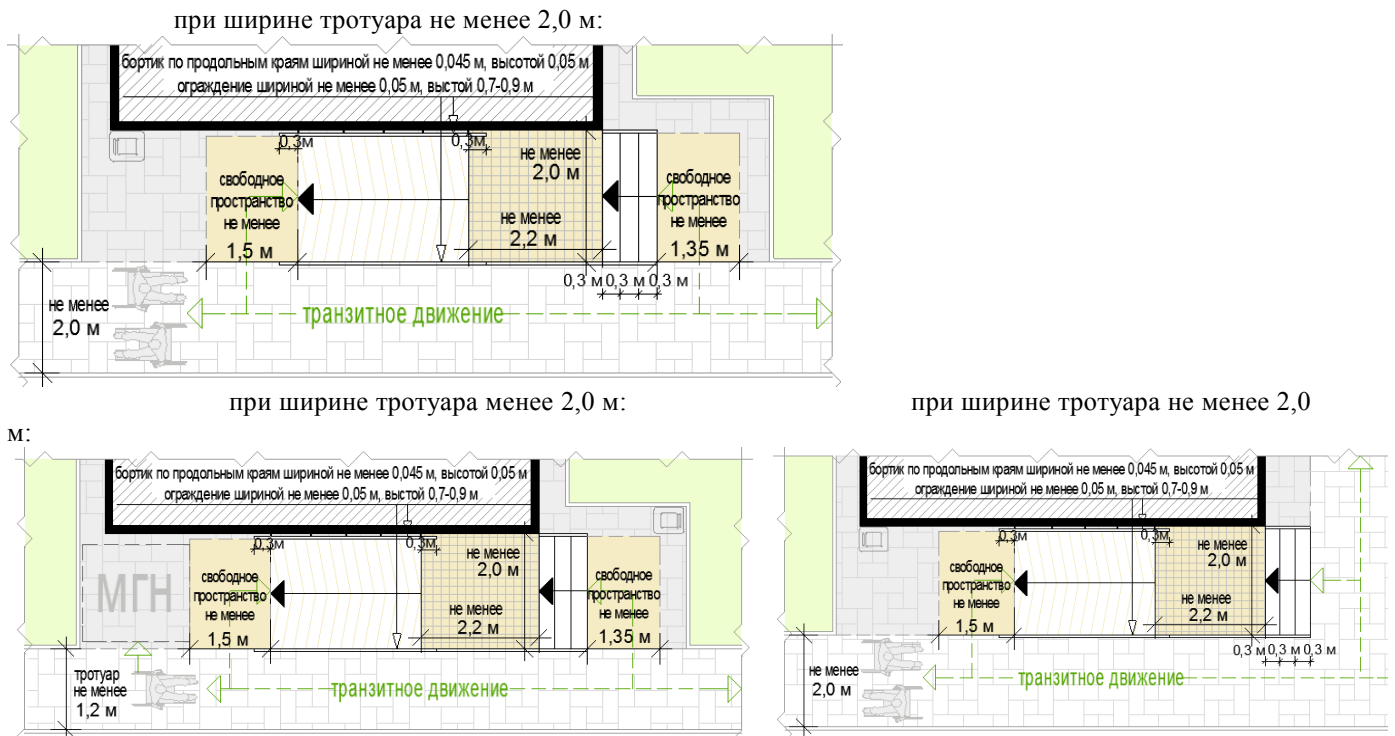 при ширине тротуара не менее 2,0 м:
бортик по продольным краям шириной не менее 0,045 м, высотой 0,05 м
ограждение шириной не менее 0,05 м, выстой 0,7-0,9 м
0,3м
0,3м
свободное
пространство
не менее
1,5 м
не менее
2,0 м
не менее
2,2 м
свободное
пространство
не менее
1,35 м
0,3 м 0,3 м 0,3 м
не менее
2,0 м
транзитное движение
при ширине тротуара менее 2,0 м:
при ширине тротуара не менее 2,0
м:
бортик по продольным краям шириной не менее 0,045 м, высотой 0,05 м
ограждение шириной не менее 0,05 м, выстой 0,7-0,9 м
0,3м
0,3м
МГН
свободное
пространство
не менее
1,5 м
не менее
2,0 м
не менее
2,2 м
свободное
пространство
не менее
1,35 м
тротуар
не менее
1,2 м
транзитное движение
бортик по продольным краям шириной не менее 0,045 м, высотой 0,05 м
ограждение шириной не менее 0,05 м, выстой 0,7-0,9 м
0,3м
0,3м
свободное
пространство
не менее
1,5 м
не менее
2,0 м
не менее
2,2 м
0,3 м 0,3 м 0,3 м
не менее
2,0 м
транзитное движение